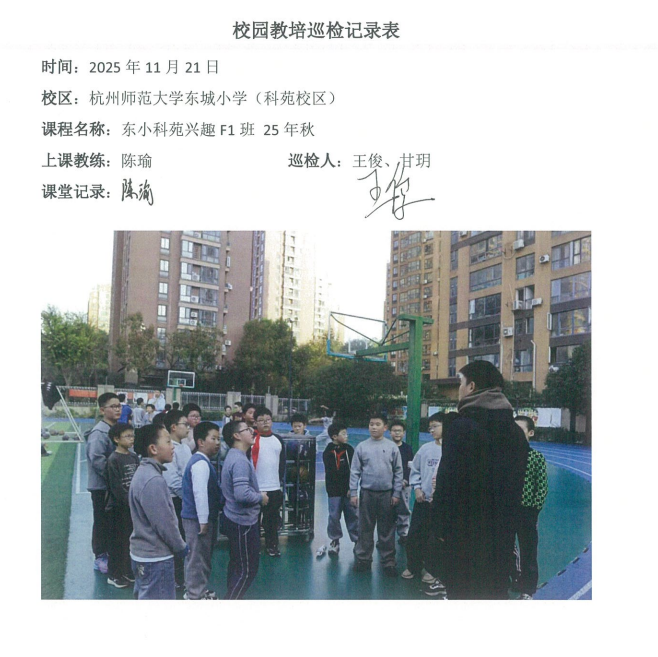 校园教培巡检记录表
时间：2025 年 11 月 21 日
校区：杭州师范大学东城小学（科苑校区）
课程名称：东小科苑兴趣 F1 班 25 年秋
上课教练：陈瑜 巡检人：王俊、甘玥
课堂记录：陈瑜
王俊